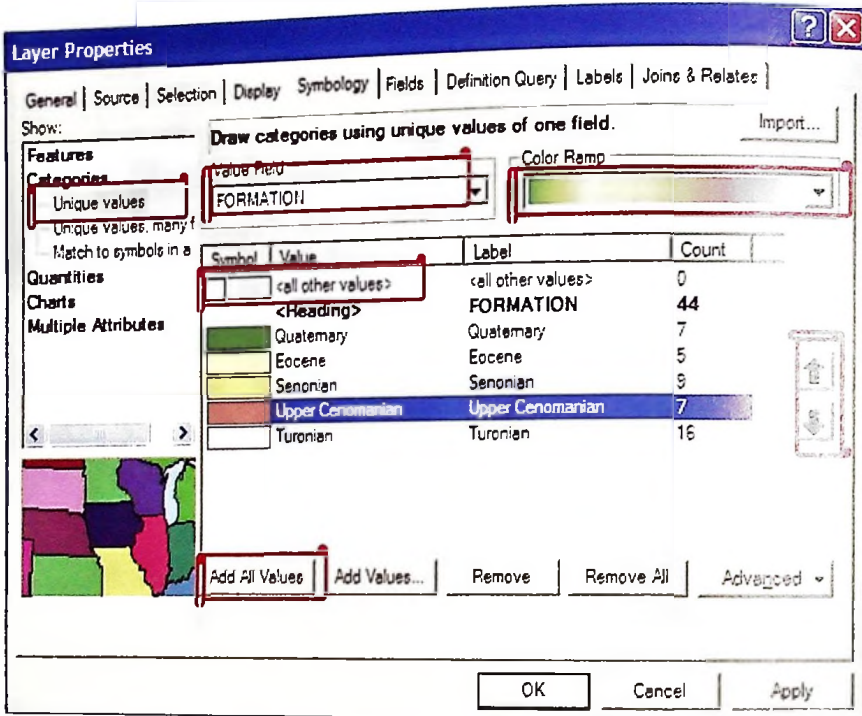 Layer Properties
General Source Selection Display Symbology Fields Definition Query Labels Joins & Relates
Show:
Features
Categories
Unique values
Unique values, many f
Match to symbols in a
Quantities
Charts
Multiple Attributes
Draw categories using unique values of one field.
Import...
Value Field
FORMATION
Color Ramp
Symbol Value Label Count
<all other values> <all other values> 0
<Heading> FORMATION 44
Quaternary Quaternary 7
Eocene Eocene 5
Senonian Senonian 9
Upper Cenomanian Upper Cenomanian 7
Turonian Turonian 16
Add All Values Add Values... Remove Remove All Advanced
OK Cancel Apply